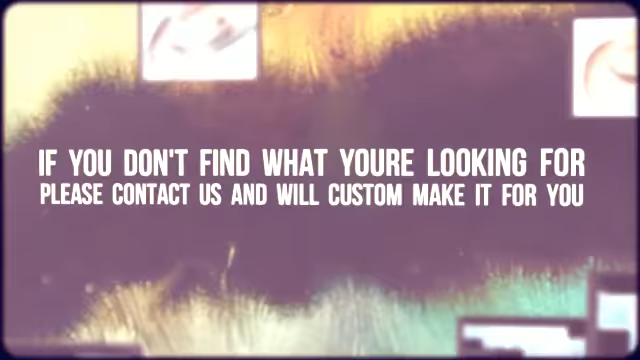 IF YOU DON'T FIND WHAT YOURE LOOKING FOR
PLEASE CONTACT US AND WILL CUSTOM MAKE IT FOR YOU